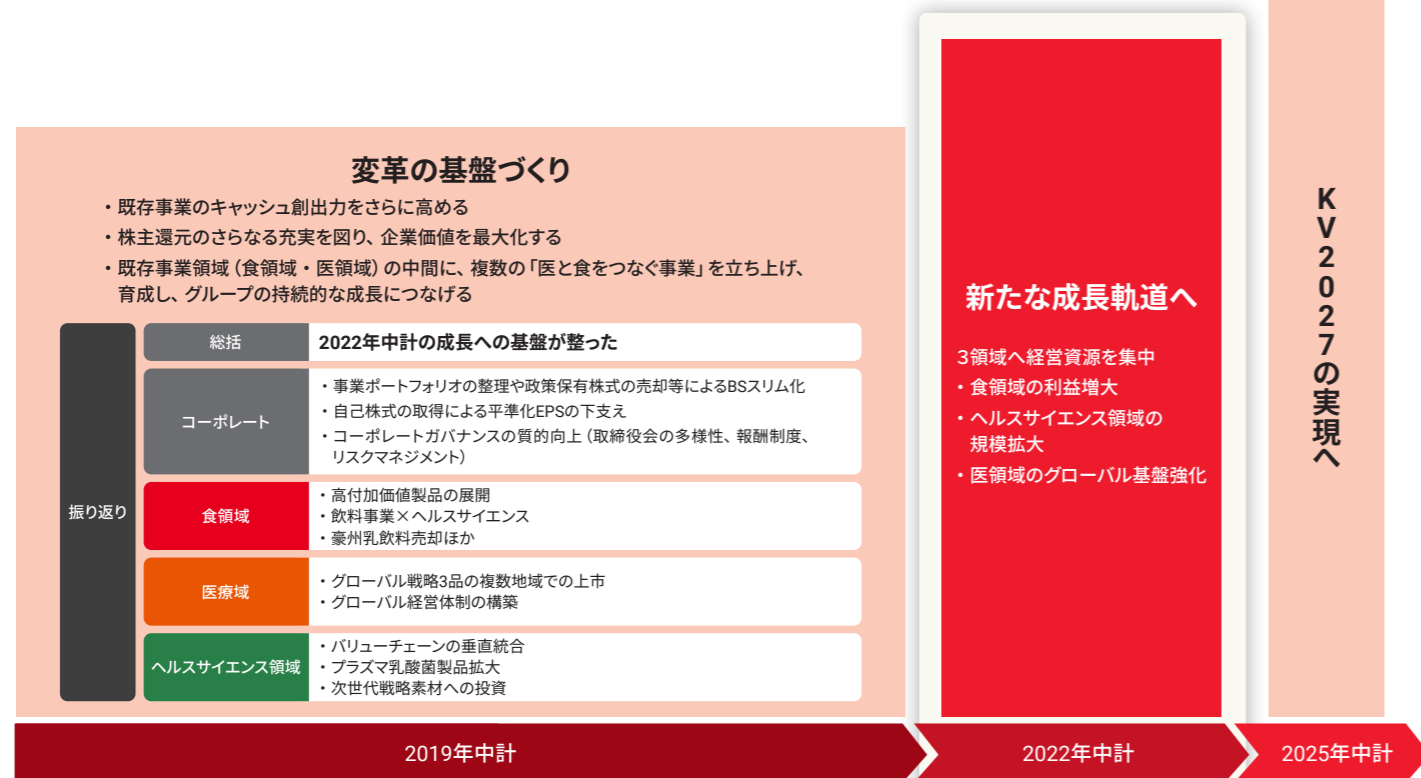 変革の基盤づくり
・既存事業のキャッシュ創出力をさらに高める
・株主還元のさらなる充実を図り、企業価値を最大化する
・既存事業領域（食領域・医領域）の中間に、複数の「医と食をつなぐ事業」を立ち上げ、
育成し、グループの持続的な成長につなげる
振り返り
総括
2022年中計の成長への基盤が整った
コーポレート
・事業ポートフォリオの整理や政策保有株式の売却等によるBSスリム化
・自己株式の取得による平準化EPSの下支え
・コーポレートガバナンスの質的向上（取締役会の多様性、報酬制度、
リスクマネジメント）
食領域
・高付加価値製品の展開
・飲料事業×ヘルスサイエンス
・豪州乳飲料売却ほか
医療域
・グローバル戦略3品の複数地域での上市
・グローバル経営体制の構築
ヘルスサイエンス領域
・バリューチェーンの垂直統合
・プラズマ乳酸菌製品拡大
・次世代戦略素材への投資
新たな成長軌道へ
3領域へ経営資源を集中
・食領域の利益増大
・ヘルスサイエンス領域の
規模拡大
・医領域のグローバル基盤強化
KV2027の実現へ
2019年中計
2022年中計
2025年中計